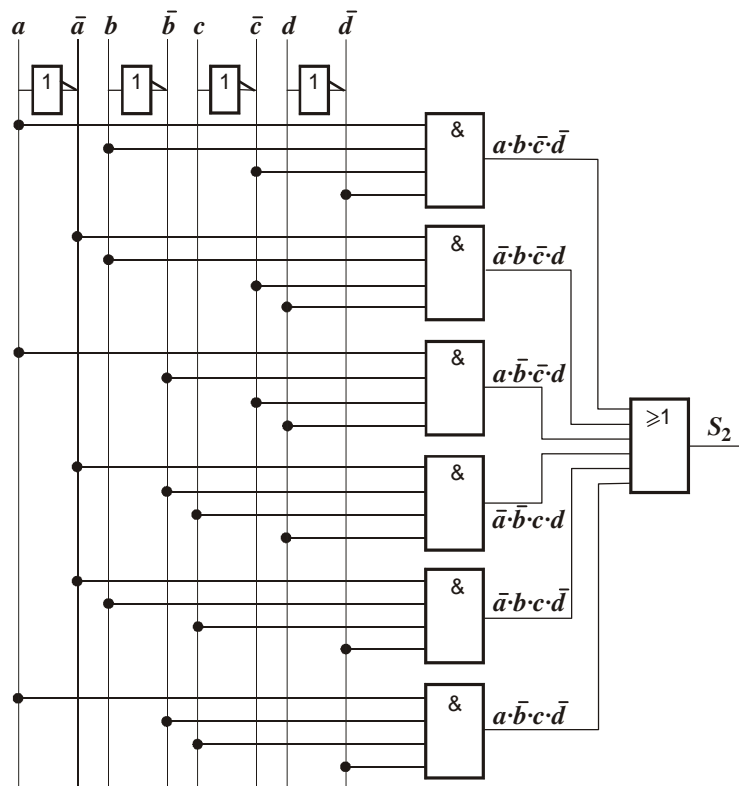 a ā b b̄ c c̄ d d̄
1 1 1 1
&
a·b·c̄·d̄
&
ā·b·c̄·d
&
a·b̄·c̄·d
⩾1
S₂
&
ā·b̄·c·d
&
ā·b·c·d̄
&
a·b̄·c·d̄